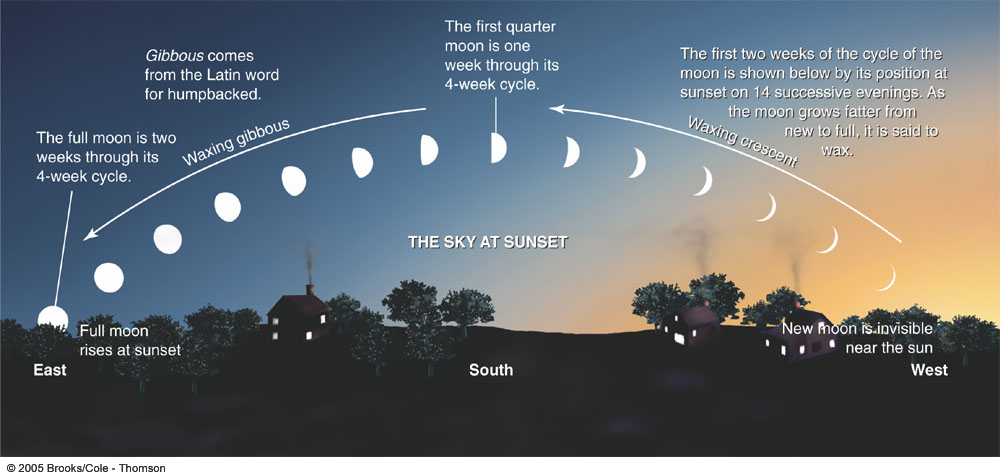 Gibbous comes
from the Latin word
for humpbacked.
The first quarter
moon is one
week through its
4-week cycle.
The first two weeks of the cycle of the
moon is shown below by its position at
sunset on 14 successive evenings. As
the moon grows fatter from
new to full, it is said to
wax.
The full moon is two
weeks through its
4-week cycle.
Waxing gibbous
Waxing crescent
THE SKY AT SUNSET
Full moon
rises at sunset
New moon is invisible
near the sun
East
South
West
© 2005 Brooks/Cole - Thomson